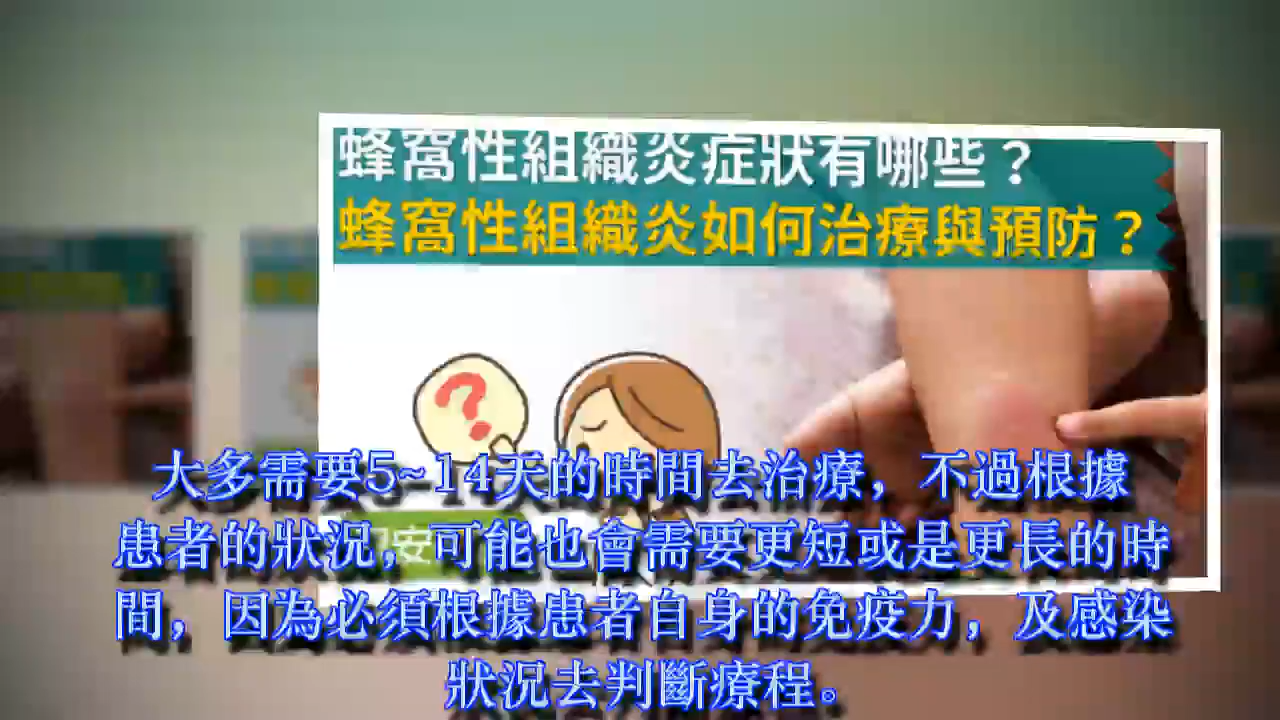 蜂窩性組織炎症狀有哪些？
蜂窩性組織炎如何治療與預防？
?
安
大多需要5~14天的時間去治療，不過根據
患者的狀況，可能也會需要更短或是更長的時
間，因為必須根據患者自身的免疫力，及感染
狀況去判斷療程。